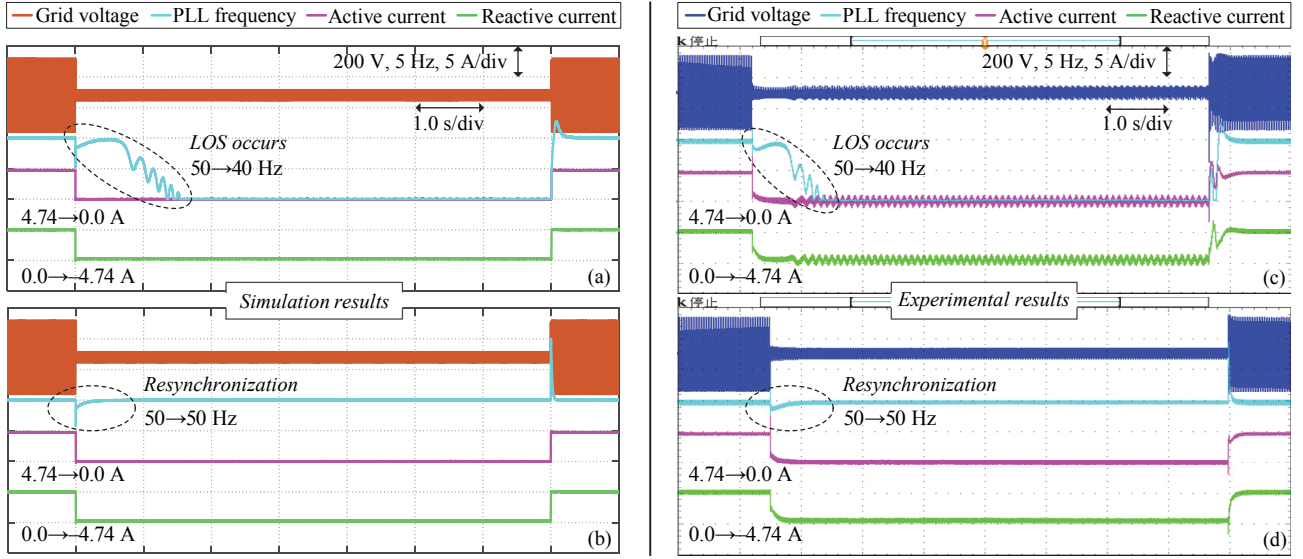 Grid voltage PLL frequency Active current Reactive current
200 V, 5 Hz, 5 A/div
1.0 s/div
LOS occurs
50→40 Hz
4.74→0.0 A
0.0→–4.74 A
(a)
Simulation results
Resynchronization
50→50 Hz
4.74→0.0 A
0.0→–4.74 A
(b)
Grid voltage PLL frequency Active current Reactive current
k 停止
200 V, 5 Hz, 5 A/div
1.0 s/div
LOS occurs
50→40 Hz
4.74→0.0 A
0.0→–4.74 A
(c)
k 停止
Experimental results
Resynchronization
50→50 Hz
4.74→0.0 A
0.0→–4.74 A
(d)